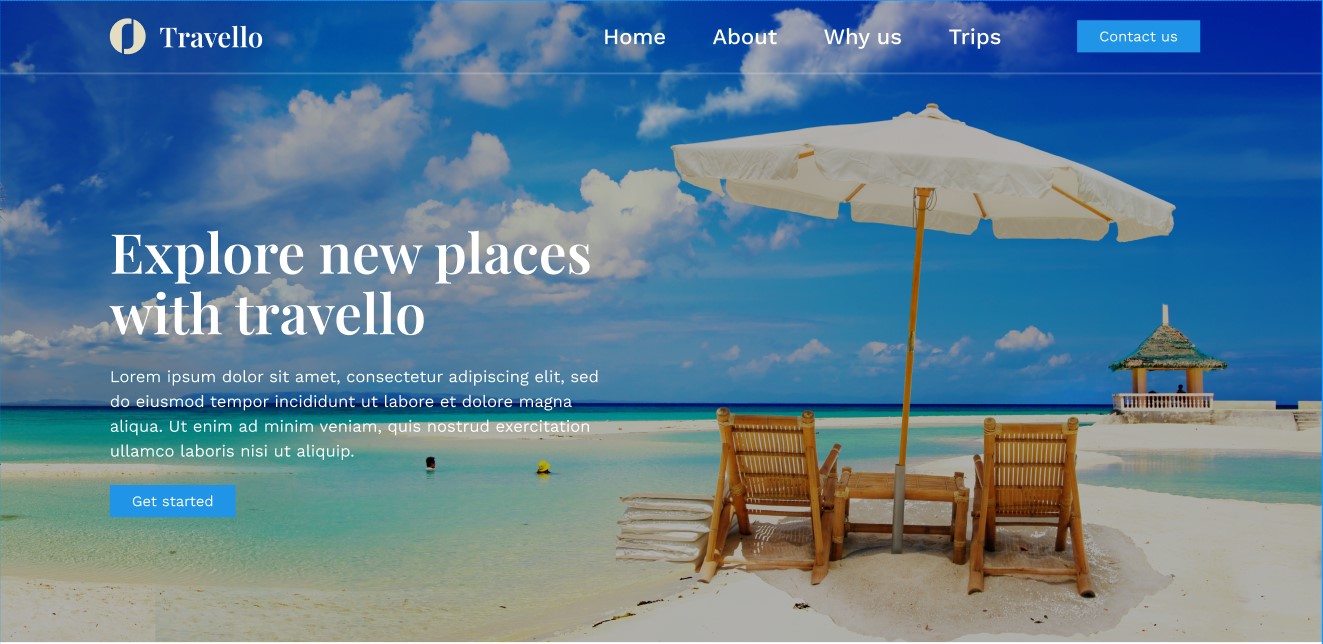 Travello
Home About Why us Trips Contact us
Explore new places
with travello
Lorem ipsum dolor sit amet, consectetur adipiscing elit, sed
do eiusmod tempor incididunt ut labore et dolore magna
aliqua. Ut enim ad minim veniam, quis nostrud exercitation
ullamco laboris nisi ut aliquip.
Get started